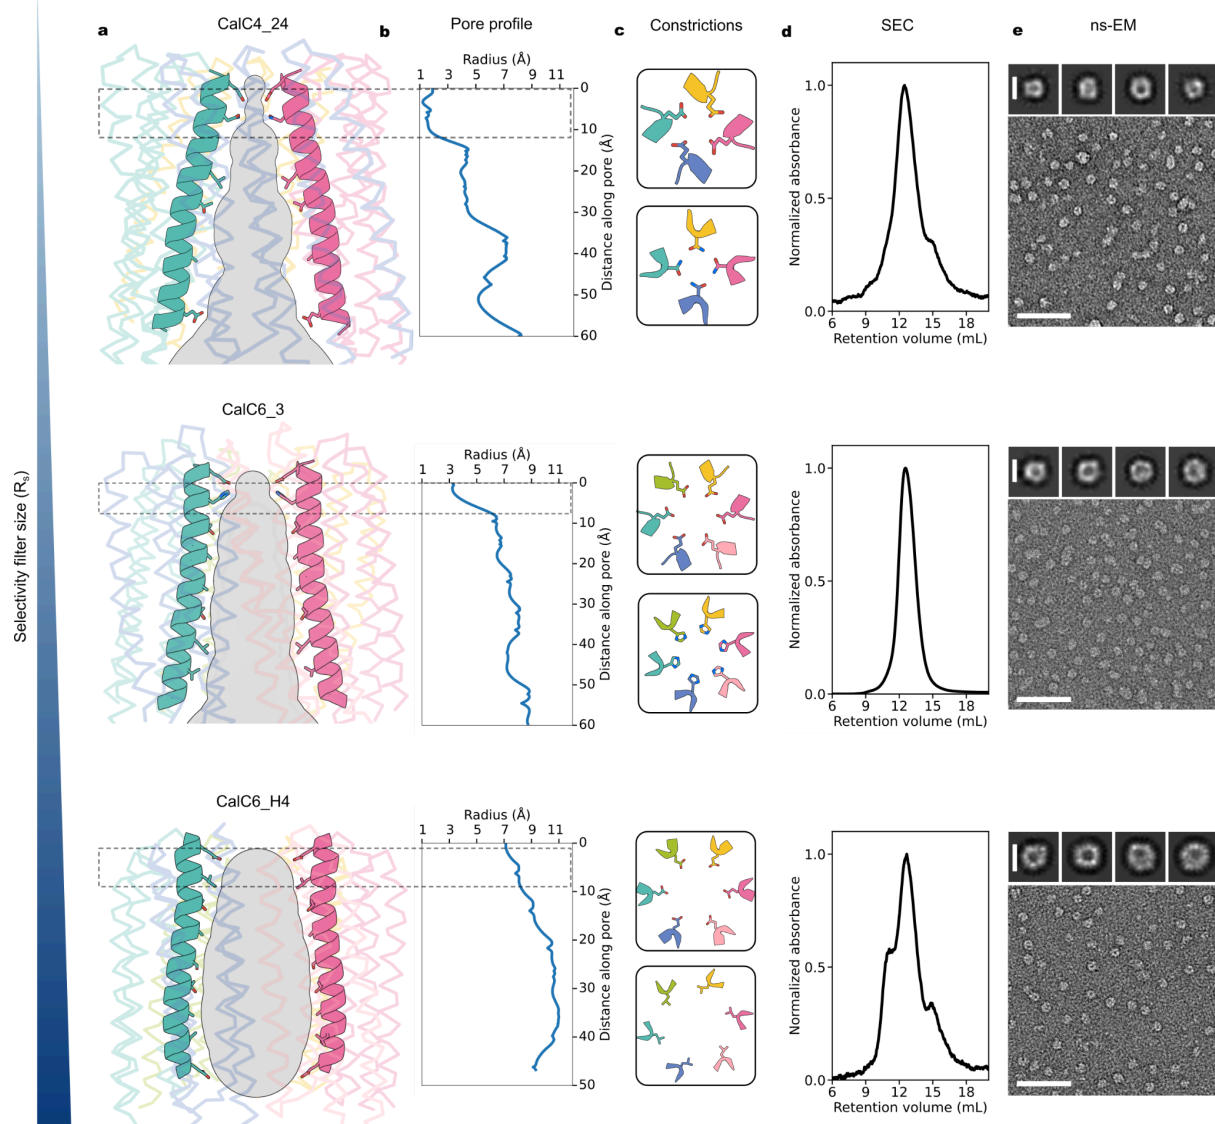 CalC4_24
a
b
Pore profile
c
Constrictions
d
SEC
e
ns-EM
Radius (Å)
1 3 5 7 9 11
0
10
20
30
40
50
60
Distance along pore (Å)
1.0
0.5
0.0
Normalized absorbance
6 9 12 15 18
Retention volume (mL)
Selectivity filter size (Rs)
CalC6_3
Radius (Å)
1 3 5 7 9 11
0
10
20
30
40
50
60
Distance along pore (Å)
1.0
0.5
0.0
Normalized absorbance
6 9 12 15 18
Retention volume (mL)
CalC6_H4
Radius (Å)
1 3 5 7 9 11
0
10
20
30
40
50
Distance along pore (Å)
1.0
0.5
0.0
Normalized absorbance
6 9 12 15 18
Retention volume (mL)